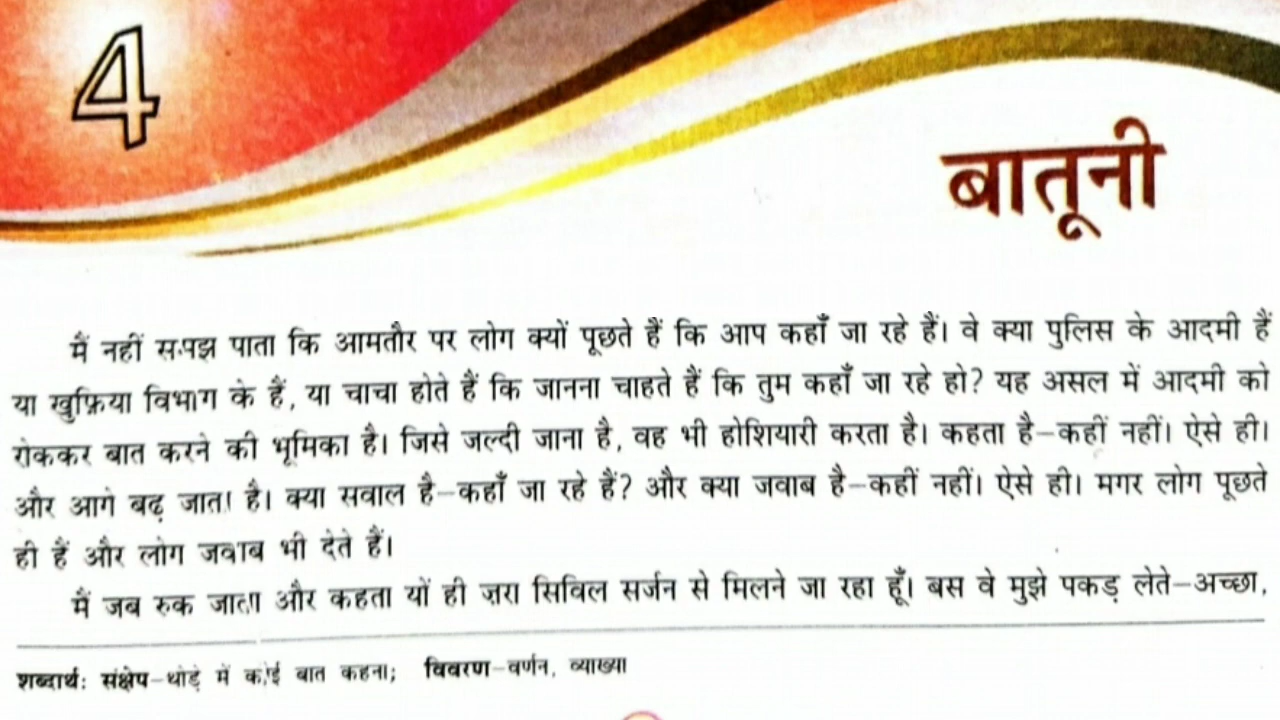 4
बातूनी
मैं नहीं समझ पाता कि आमतौर पर लोग क्यों पूछते हैं कि आप कहाँ जा रहे हैं। वे क्या पुलिस के आदमी हैं
या खुफ़िया विभाग के हैं, या चाचा होते हैं कि जानना चाहते हैं कि तुम कहाँ जा रहे हो? यह असल में आदमी को
रोककर बात करने की भूमिका है। जिसे जल्दी जाना है, वह भी होशियारी करता है। कहता है–कहीं नहीं। ऐसे ही।
और आगे बढ़ जाता है। क्या सवाल है–कहाँ जा रहे हैं? और क्या जवाब है–कहीं नहीं। ऐसे ही। मगर लोग पूछते
ही हैं और लोग जवाब भी देते हैं।
मैं जब रुक जाता और कहता यों ही ज़रा सिविल सर्जन से मिलने जा रहा हूँ। बस वे मुझे पकड़ लेते–अच्छा,
शब्दार्थ: संक्षेप–थोड़े में कोई बात कहना; विवरण–वर्णन, व्याख्या